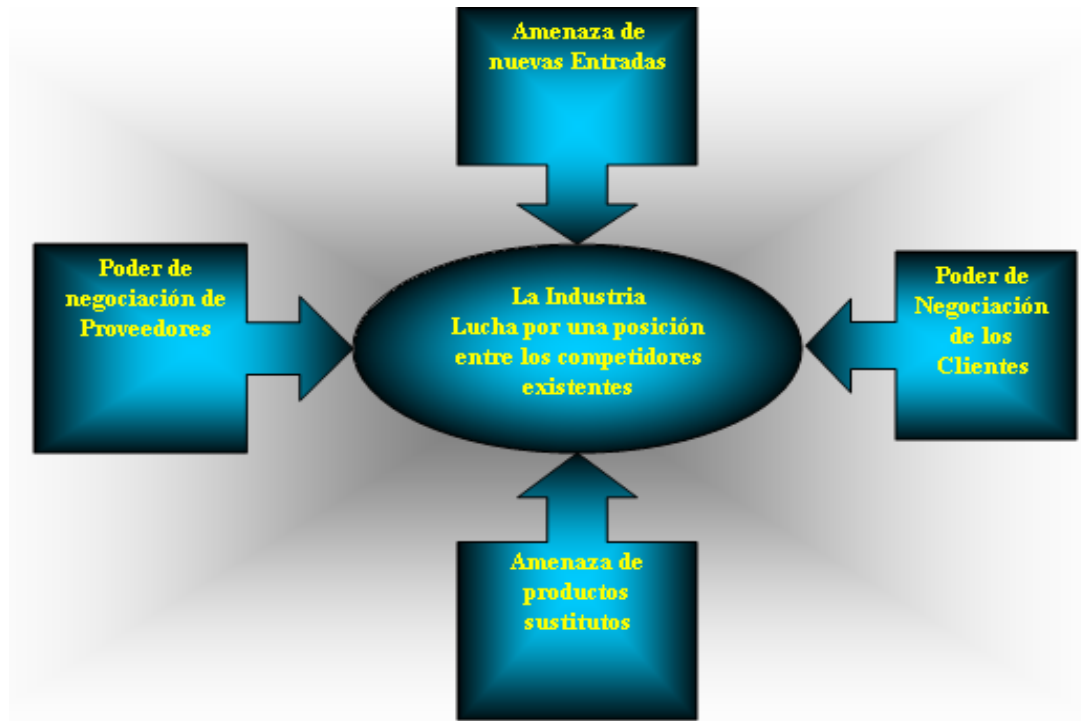 Amenaza de
nuevas Entradas
Poder de
negociación de
Proveedores
La Industria
Lucha por una posición
entre los competidores
existentes
Poder de
Negociación
de los
Clientes
Amenaza de
productos
sustitutos